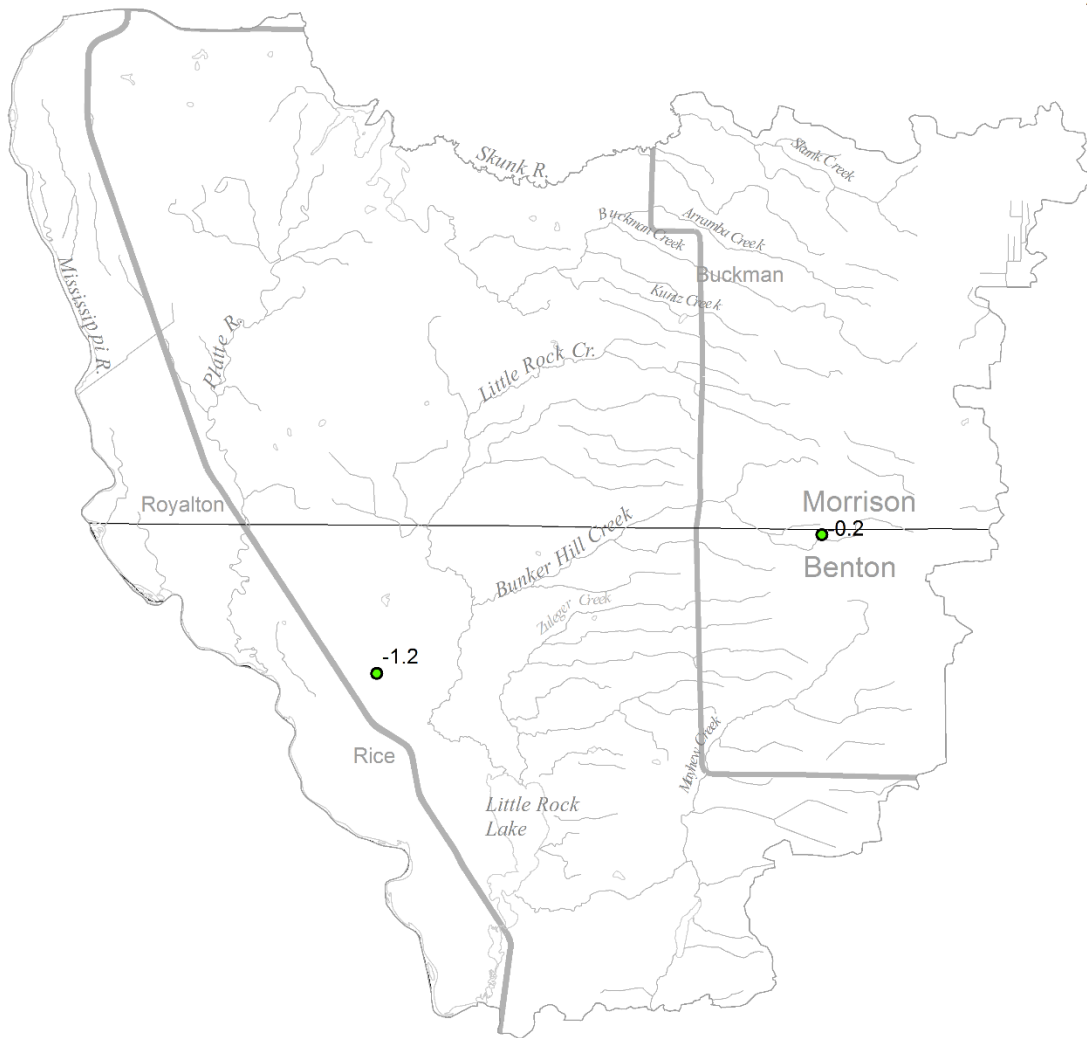 Skunk Creek
Skunk R.
Buckman Creek
Arramba Creek
Buckman
Mississippi R.
Kuntz Creek
Platte R.
Little Rock Cr.
Royalton
Morrison
-0.2
Bunker Hill Creek
Benton
Zuleger Creek
-1.2
Rice
Mayhew Creek
Little Rock
Lake